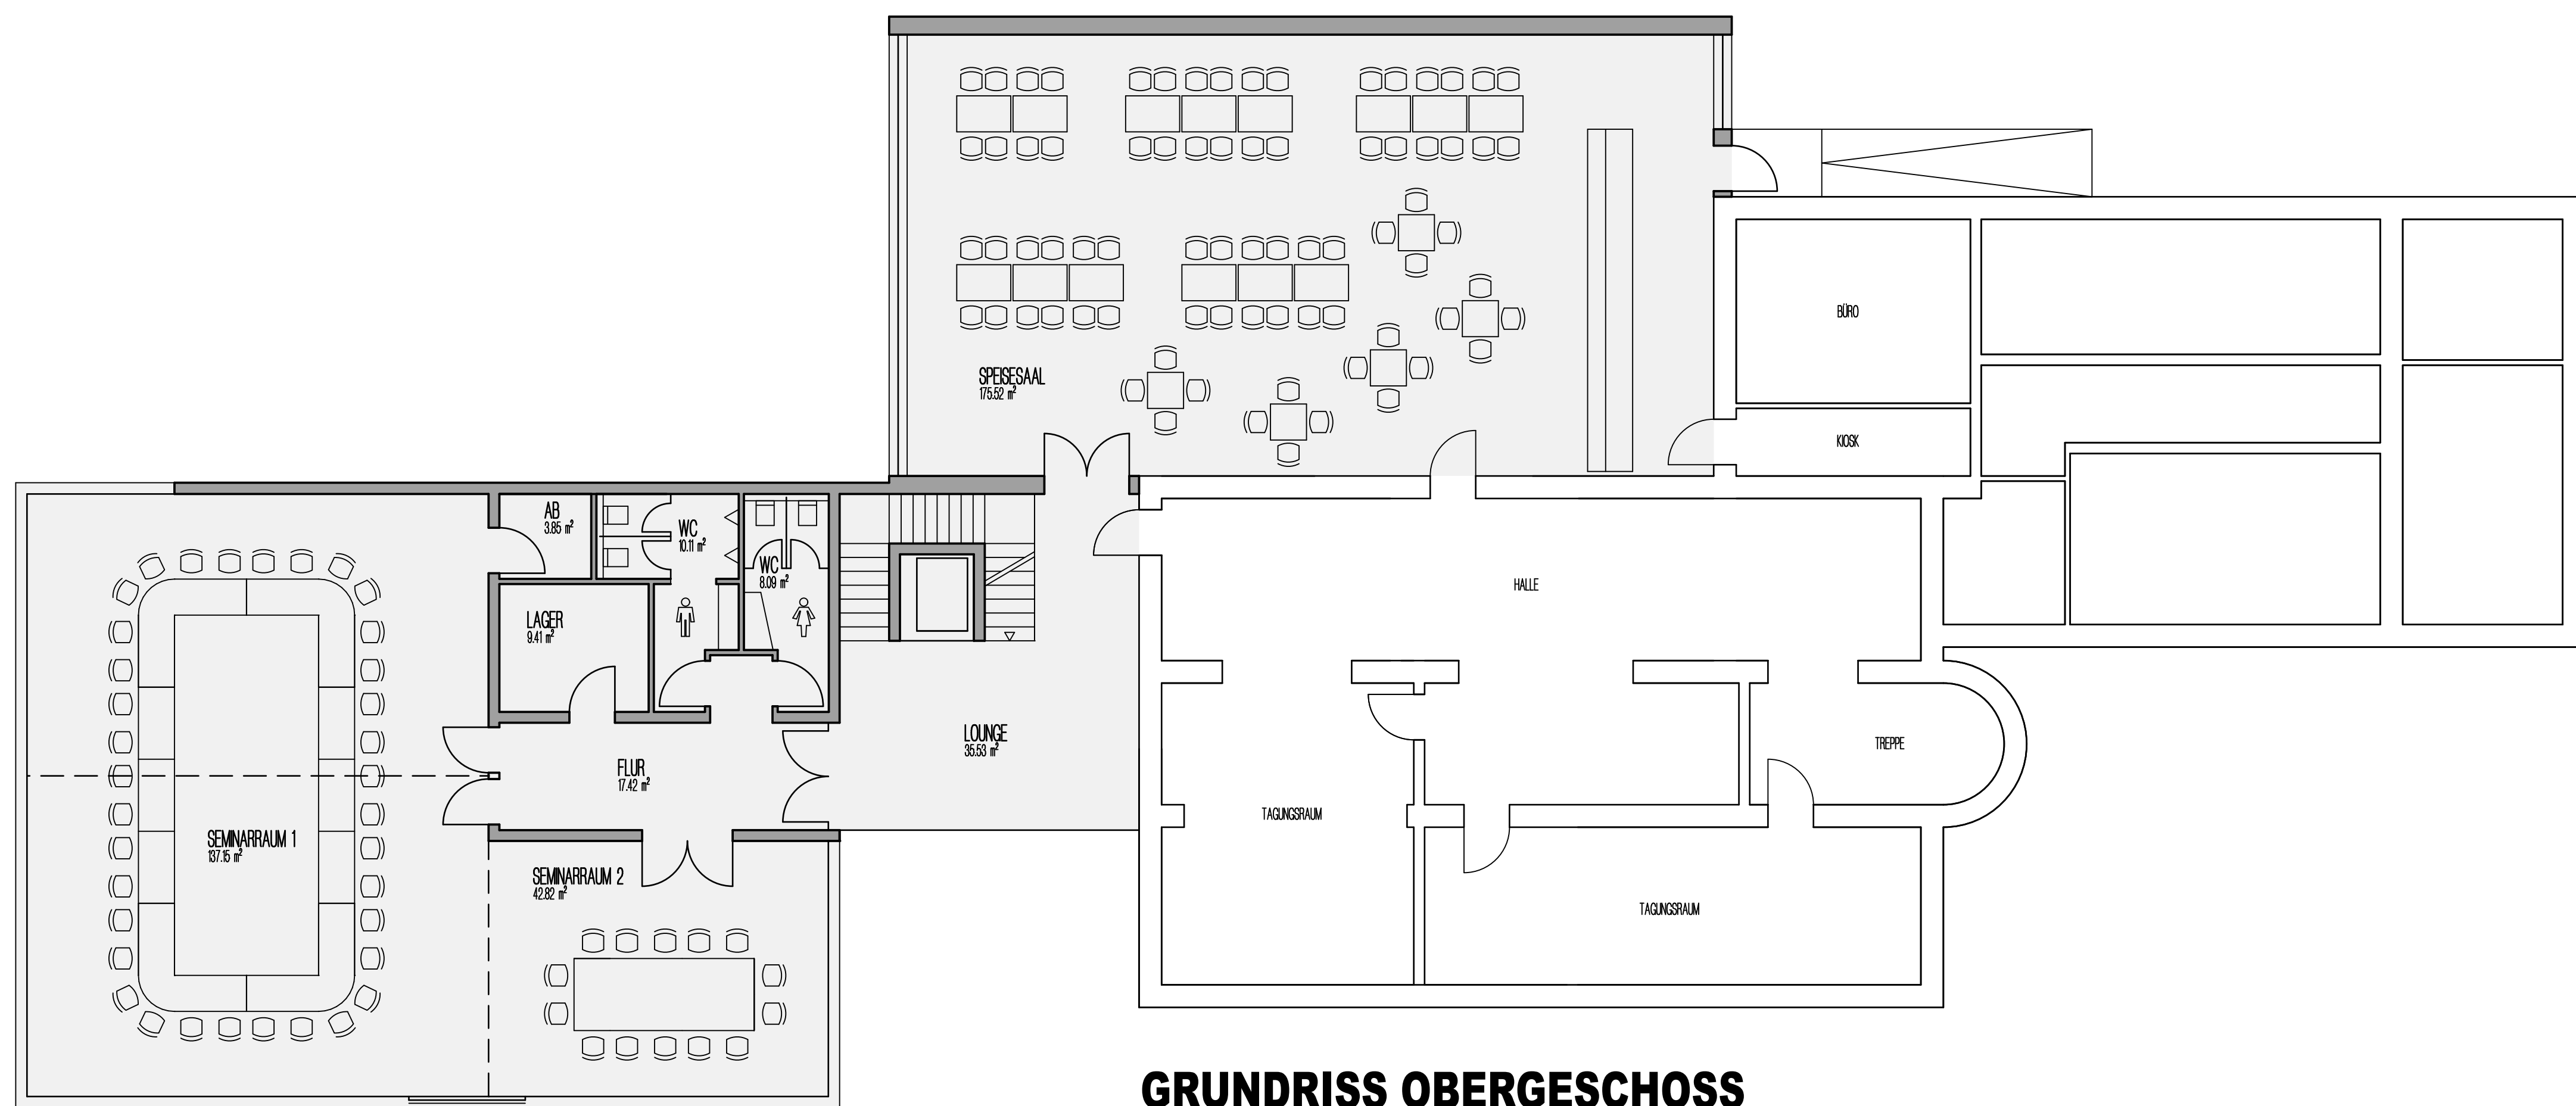 SPEISESAAL
175.52 m²
BÜRO
KIOSK
AB
3.85 m²
WC
10.11 m²
WC
8.09 m²
LAGER
9.41 m²
HALLE
LOUNGE
35.53 m²
TREPPE
FLUR
17.42 m²
TAGUNGSRAUM
SEMINARRAUM 1
137.15 m²
SEMINARRAUM 2
42.82 m²
TAGUNGSRAUM
GRUNDRISS OBERGESCHOSS